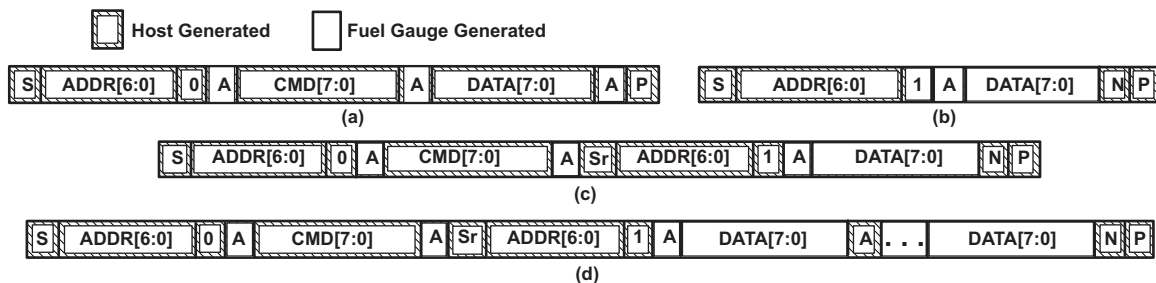 Host Generated Fuel Gauge Generated
S ADDR[6:0] 0 A CMD[7:0] A DATA[7:0] A P
(a)
S ADDR[6:0] 1 A DATA[7:0] N P
(b)
S ADDR[6:0] 0 A CMD[7:0] A Sr ADDR[6:0] 1 A DATA[7:0] N P
(c)
S ADDR[6:0] 0 A CMD[7:0] A Sr ADDR[6:0] 1 A DATA[7:0] A . . . DATA[7:0] N P
(d)